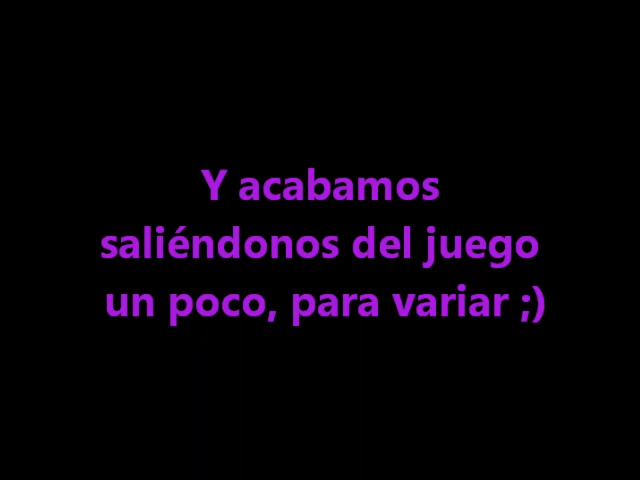 Y acabamos
saliéndonos del juego
un poco, para variar ;)